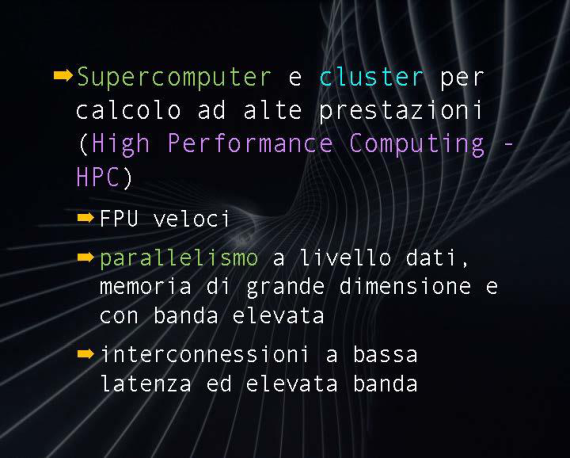 ➡Supercomputer e cluster per
calcolo ad alte prestazioni
(High Performance Computing -
HPC)
➡FPU veloci
➡parallelismo a livello dati,
memoria di grande dimensione e
con banda elevata
➡interconnessioni a bassa
latenza ed elevata banda